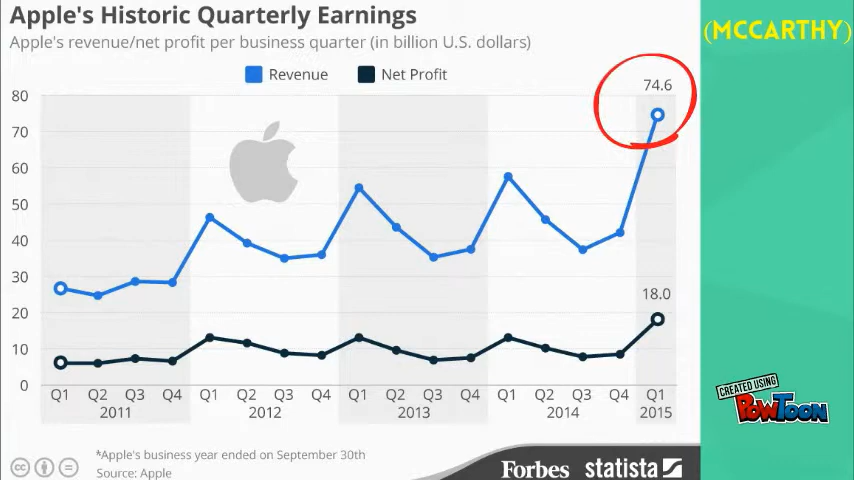 Apple's Historic Quarterly Earnings
Apple's revenue/net profit per business quarter (in billion U.S. dollars)
(MCCARTHY)
Revenue Net Profit
80
70
60
50
40
30
20
10
0
74.6
18.0
Q1 Q2 Q3 Q4 Q1 Q2 Q3 Q4 Q1 Q2 Q3 Q4 Q1 Q2 Q3 Q4 Q1
2011 2012 2013 2014 2015
CREATED USING
POWTOON
*Apple's business year ended on September 30th
Source: Apple
cc
Forbes statista